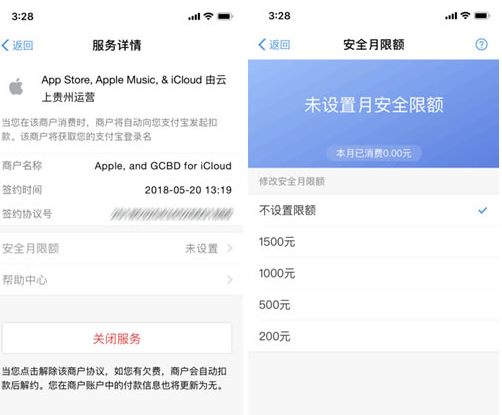 3:28
返回
服务详情
App Store, Apple Music, & iCloud 由云
上贵州运营
当您在该商户消费时，商户将自动向您支付宝发起扣
款。该商户将获取您的支付宝登录名
商户名称 Apple, and GCBD for iCloud
签约时间 2018-05-20 13:19
签约协议号
安全月限额 未设置
帮助中心
关闭服务
当您点击解除该商户协议，如您有欠费，商户会自动扣
款后解约。您在商户账户中的付款信息也将更新为无。
3:28
返回
安全月限额
未设置月安全限额
本月已消费0.00元
修改安全月限额
不设置限额
1500元
1000元
500元
200元